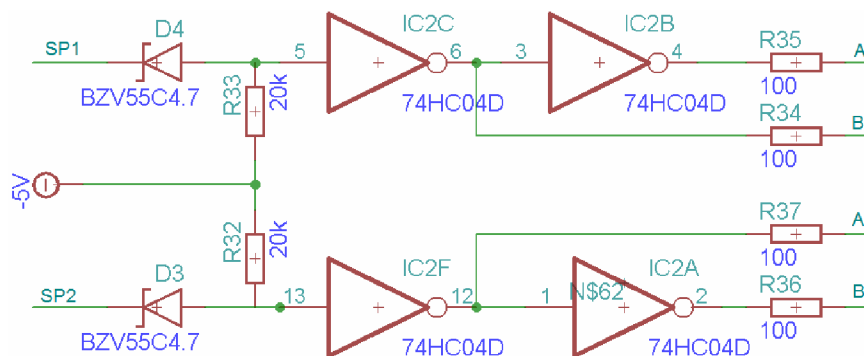 D4
IC2C
IC2B
SP1
5
6
3
4
R35
A
BZV55C4.7
R33
20k
74HC04D
74HC04D
100
R34
B
100
-5V
R32
20k
R37
A
D3
IC2F
IC2A
100
SP2
13
12
1
N$62
2
R36
B
BZV55C4.7
74HC04D
74HC04D
100